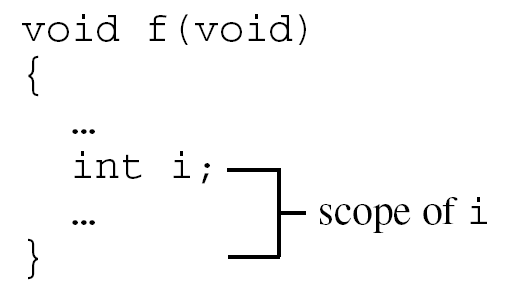 void f(void)
{
…
int i;
scope of i
…
}